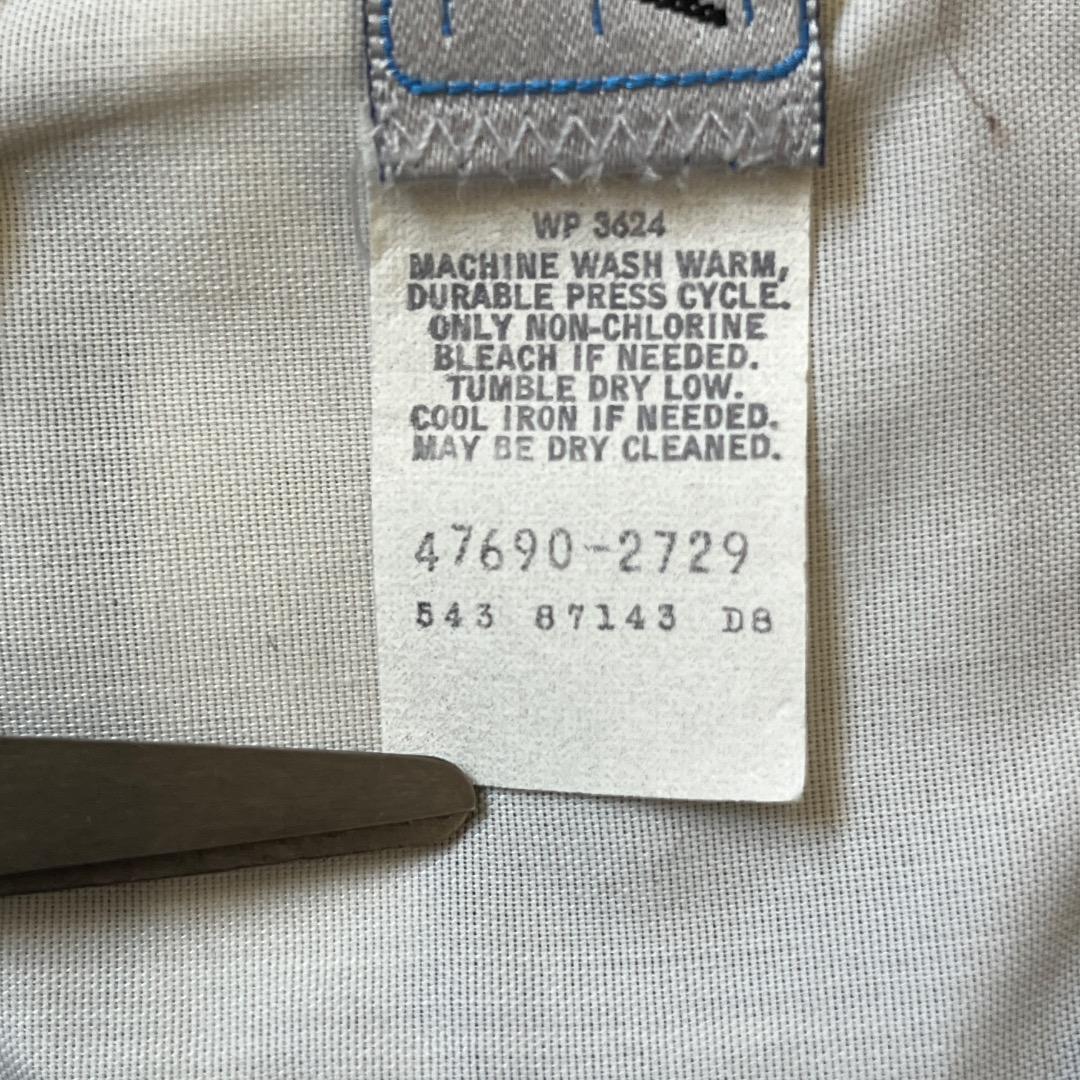 WP 3624
MACHINE WASH WARM,
DURABLE PRESS CYCLE.
ONLY NON-CHLORINE
BLEACH IF NEEDED.
TUMBLE DRY LOW.
COOL IRON IF NEEDED.
MAY BE DRY CLEANED.
47690-2729
543 87143 D8